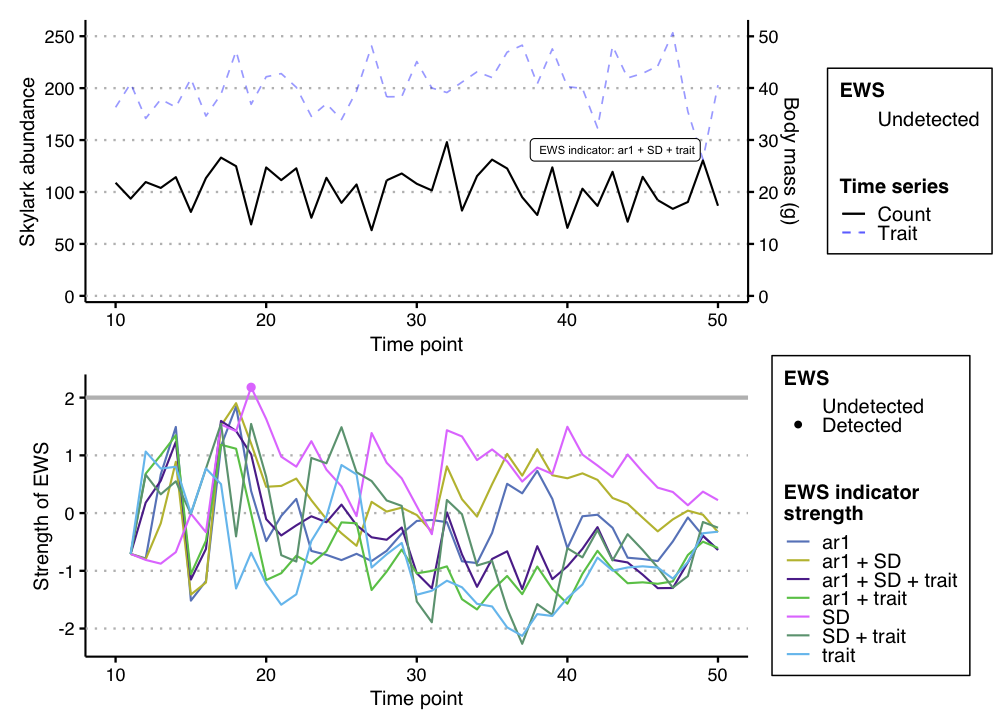 250
200
150
100
50
0
Skylark abundance
50
40
30
20
10
0
Body mass (g)
EWS indicator: ar1 + SD + trait
10
20
30
40
50
Time point
EWS
Undetected
Time series
Count
Trait
2
1
0
-1
-2
Strength of EWS
10
20
30
40
50
Time point
EWS
Undetected
Detected
EWS indicator
strength
ar1
ar1 + SD
ar1 + SD + trait
ar1 + trait
SD
SD + trait
trait